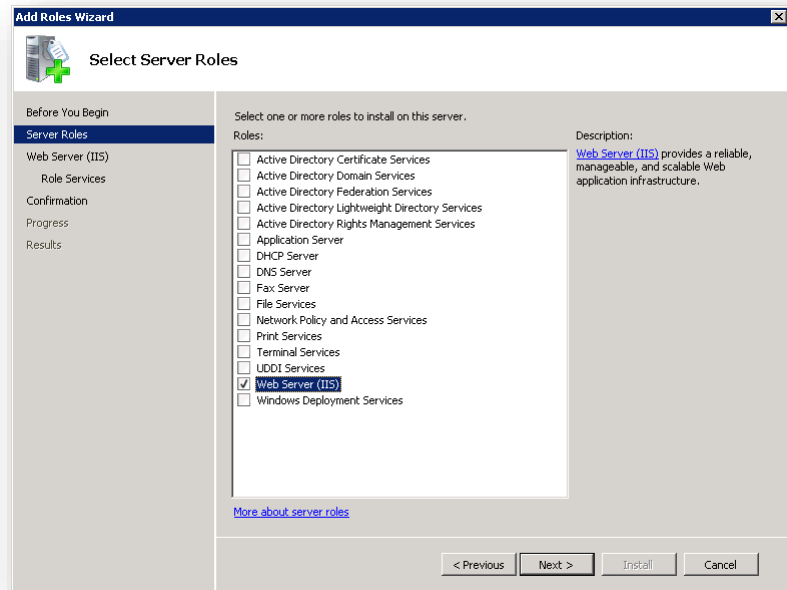 Add Roles Wizard
Select Server Roles
Before You Begin
Server Roles
Web Server (IIS)
Role Services
Confirmation
Progress
Results
Select one or more roles to install on this server.
Roles:
Active Directory Certificate Services
Active Directory Domain Services
Active Directory Federation Services
Active Directory Lightweight Directory Services
Active Directory Rights Management Services
Application Server
DHCP Server
DNS Server
Fax Server
File Services
Network Policy and Access Services
Print Services
Terminal Services
UDDI Services
Web Server (IIS)
Windows Deployment Services
More about server roles
Description:
Web Server (IIS) provides a reliable,
manageable, and scalable Web
application infrastructure.
< Previous
Next >
Install
Cancel